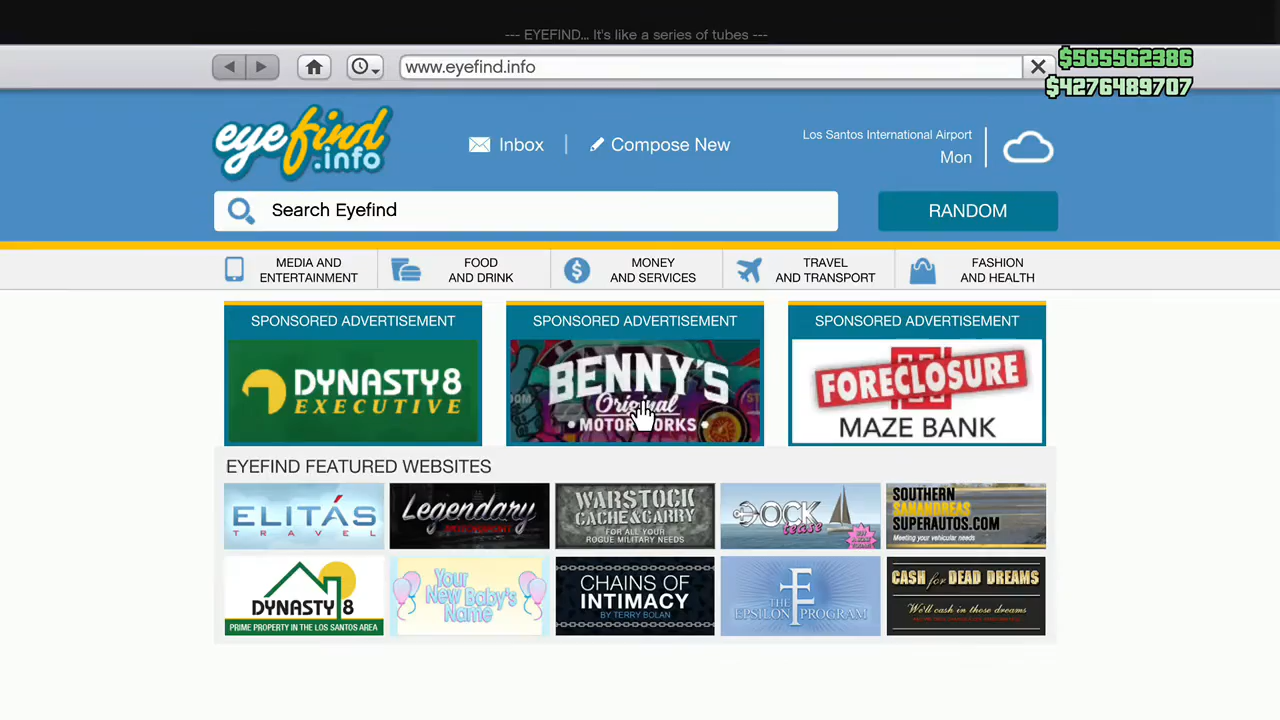 --- EYEFIND... It's like a series of tubes ---
www.eyefind.info
$565562386
$4276489707
eyefind.info
Inbox
Compose New
Los Santos International Airport
Mon
Search Eyefind
RANDOM
MEDIA AND ENTERTAINMENT
FOOD AND DRINK
MONEY AND SERVICES
TRAVEL AND TRANSPORT
FASHION AND HEALTH
SPONSORED ADVERTISEMENT
DYNASTY 8
EXECUTIVE
SPONSORED ADVERTISEMENT
BENNY'S
Original
MOTORWORKS
SPONSORED ADVERTISEMENT
FORECLOSURE
MAZE BANK
EYEFIND FEATURED WEBSITES
ELITÁS
TRAVEL
Legendary
MOTORSPORT
WARSTOCK
CACHE & CARRY
FOR ALL YOUR
ROGUE MILITARY NEEDS
DOCK
tease
SOUTHERN
SANANDREAS
SUPERAUTOS.COM
Meeting your vehicular needs
DYNASTY 8
PRIME PROPERTY IN THE LOS SANTOS AREA
Your
New Baby's
Name
CHAINS OF
INTIMACY
BY TERRY BOLAN
THE
EPSILON PROGRAM
CASH for DEAD DREAMS
We'll cash in those dreams